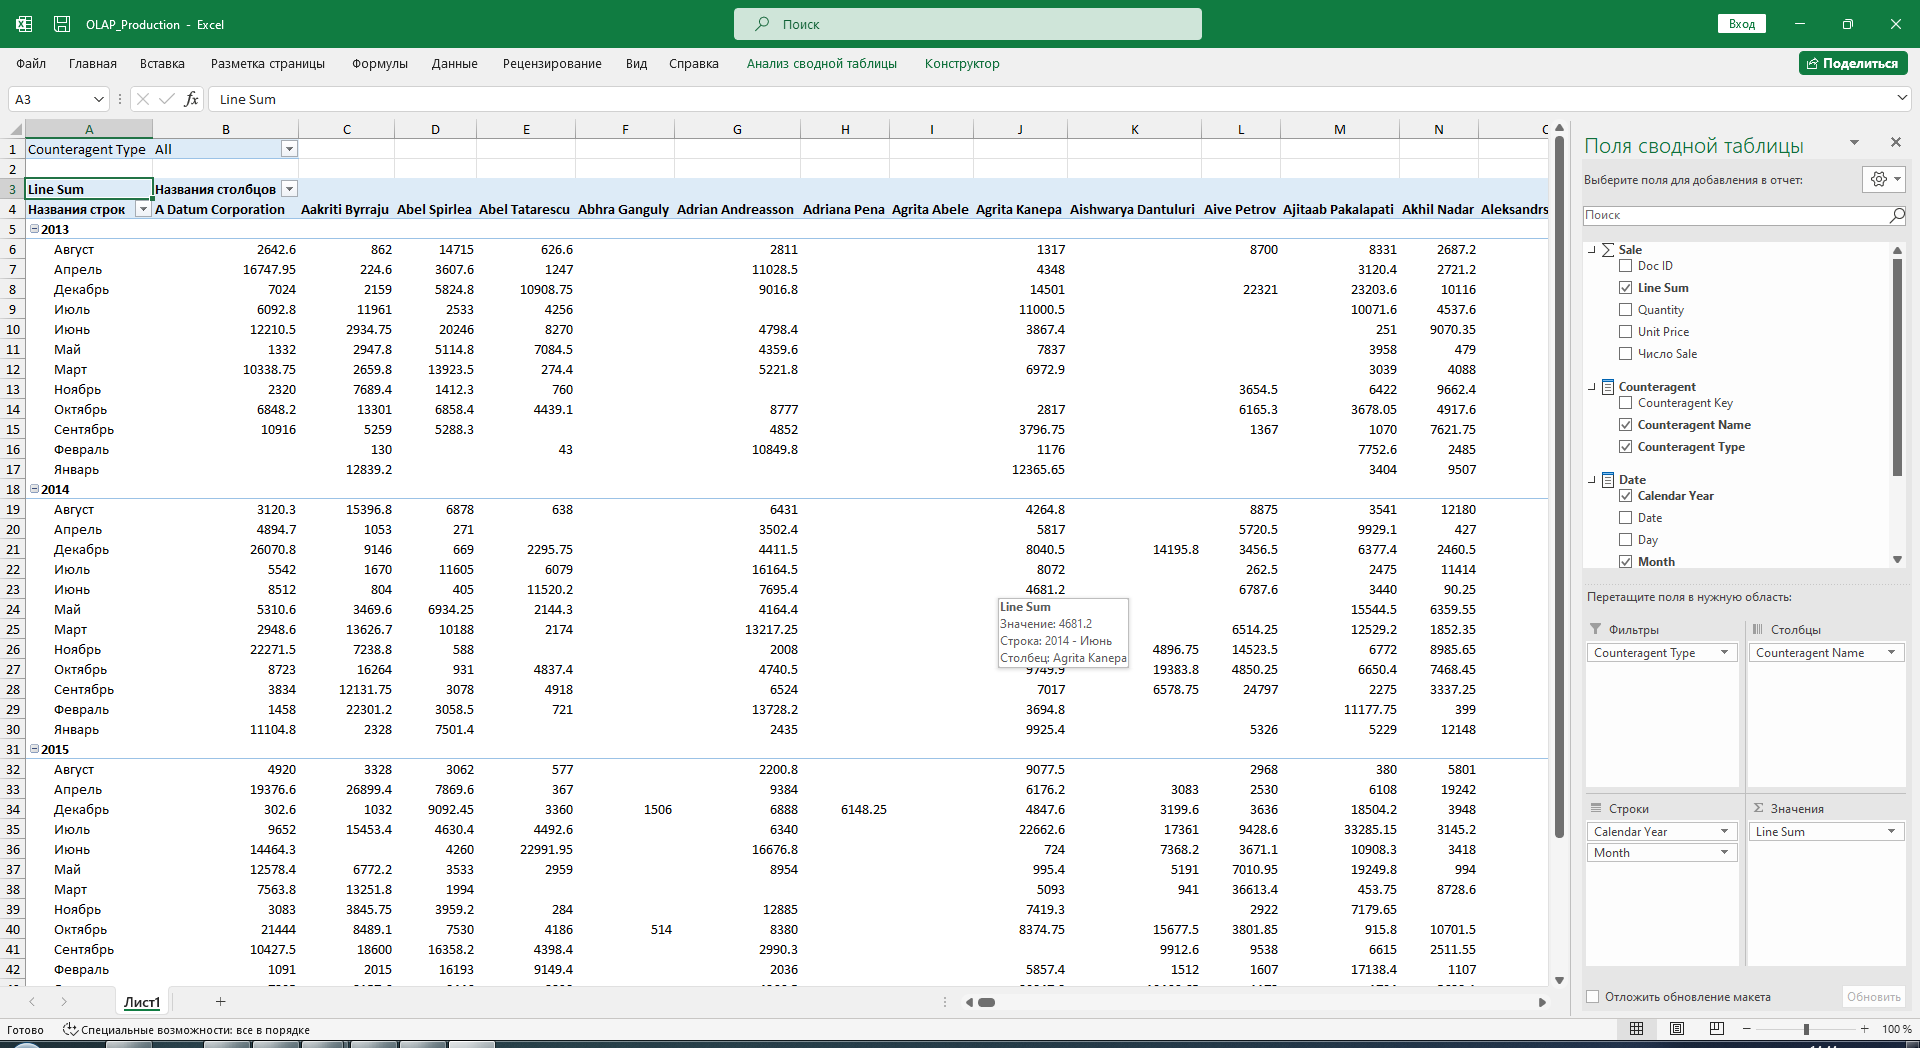 OLAP_Production - Excel
Поиск
Вход
Файл Главная Вставка Разметка страницы Формулы Данные Рецензирование Вид Справка Анализ сводной таблицы Конструктор
Поделиться
A3 fx Line Sum
A B C D E F G H I J K L M N
1 Counteragent Type All
2
3 Line Sum Названия столбцов
4 Названия строк A Datum Corporation Aakriti Byrraju Abel Spirlea Abel Tatarescu Abhra Ganguly Adrian Andreasson Adriana Pena Agrita Abele Agrita Kanepa Aishwarya Dantuluri Aive Petrov Ajitaab Pakalapati Akhil Nadar Aleksandrs
5 2013
6 Август 2642.6 862 14715 626.6 2811 1317 8700 8331 2687.2
7 Апрель 16747.95 224.6 3607.6 1247 11028.5 4348 3120.4 2721.2
8 Декабрь 7024 2159 5824.8 10908.75 9016.8 14501 22321 23203.6 10116
9 Июль 6092.8 11961 2533 4256 11000.5 10071.6 4537.6
10 Июнь 12210.5 2934.75 20246 8270 4798.4 3867.4 251 9070.35
11 Май 1332 2947.8 5114.8 7084.5 4359.6 7837 3958 479
12 Март 10338.75 2659.8 13923.5 274.4 5221.8 6972.9 3039 4088
13 Ноябрь 2320 7689.4 1412.3 760 3654.5 6422 9662.4
14 Октябрь 6848.2 13301 6858.4 4439.1 8777 2817 6165.3 3678.05 4917.6
15 Сентябрь 10916 5259 5288.3 4852 3796.75 1367 1070 7621.75
16 Февраль 130 43 10849.8 1176 7752.6 2485
17 Январь 12839.2 12365.65 3404 9507
18 2014
19 Август 3120.3 15396.8 6878 638 6431 4264.8 8875 3541 12180
20 Апрель 4894.7 1053 271 3502.4 5817 5720.5 9929.1 427
21 Декабрь 26070.8 9146 669 2295.75 4411.5 8040.5 14195.8 3456.5 6377.4 2460.5
22 Июль 5542 1670 11605 6079 16164.5 8072 262.5 2475 11414
23 Июнь 8512 804 405 11520.2 7695.4 4681.2 6787.6 3440 90.25
24 Май 5310.6 3469.6 6934.25 2144.3 4164.4 15544.5 6359.55
25 Март 2948.6 13626.7 10188 2174 13217.25 6514.25 12529.2 1852.35
26 Ноябрь 22271.5 7238.8 588 2008 4896.75 14523.5 6772 8985.65
27 Октябрь 8723 16264 931 4837.4 4740.5 9749.9 19383.8 4850.25 6650.4 7468.45
28 Сентябрь 3834 12131.75 3078 4918 6524 7017 6578.75 24797 2275 3337.25
29 Февраль 1458 22301.2 3058.5 721 13728.2 3694.8 11177.75 399
30 Январь 11104.8 2328 7501.4 2435 9925.4 5326 5229 12148
31 2015
32 Август 4920 3328 3062 577 2200.8 9077.5 2968 380 5801
33 Апрель 19376.6 26899.4 7869.6 367 9384 6176.2 3083 2530 6108 19242
34 Декабрь 302.6 1032 9092.45 3360 1506 6888 6148.25 4847.6 3199.6 3636 18504.2 3948
35 Июль 9652 15453.4 4630.4 4492.6 6340 22662.6 17361 9428.6 33285.15 3145.2
36 Июнь 14464.3 4260 22991.95 16676.8 724 7368.2 3671.1 10908.3 3418
37 Май 12578.4 6772.2 3533 2959 8954 995.4 5191 7010.95 19249.8 994
38 Март 7563.8 13251.8 1994 5093 941 36613.4 453.75 8728.6
39 Ноябрь 3083 3845.75 3959.2 284 12885 7419.3 2922 7179.65
40 Октябрь 21444 8489.1 7530 4186 514 8380 8374.75 15677.5 3801.85 915.8 10701.5
41 Сентябрь 10427.5 18600 16358.2 4398.4 2990.3 9912.6 9538 6615 2511.55
42 Февраль 1091 2015 16193 9149.4 2036 5857.4 1512 1607 17138.4 1107
Line Sum
Значение: 4681.2
Строка: 2014 - Июнь
Столбец: Agrita Kanepa
Поля сводной таблицы
Выберите поля для добавления в отчет:
Поиск
Sale
Doc ID
Line Sum
Quantity
Unit Price
Число Sale
Counteragent
Counteragent Key
Counteragent Name
Counteragent Type
Date
Calendar Year
Date
Day
Month
Перетащите поля в нужную область:
Фильтры
Counteragent Type
Столбцы
Counteragent Name
Строки
Calendar Year
Month
Σ Значения
Line Sum
Отложить обновление макета
Обновить
Лист1
Готово
Специальные возможности: все в порядке
100 %